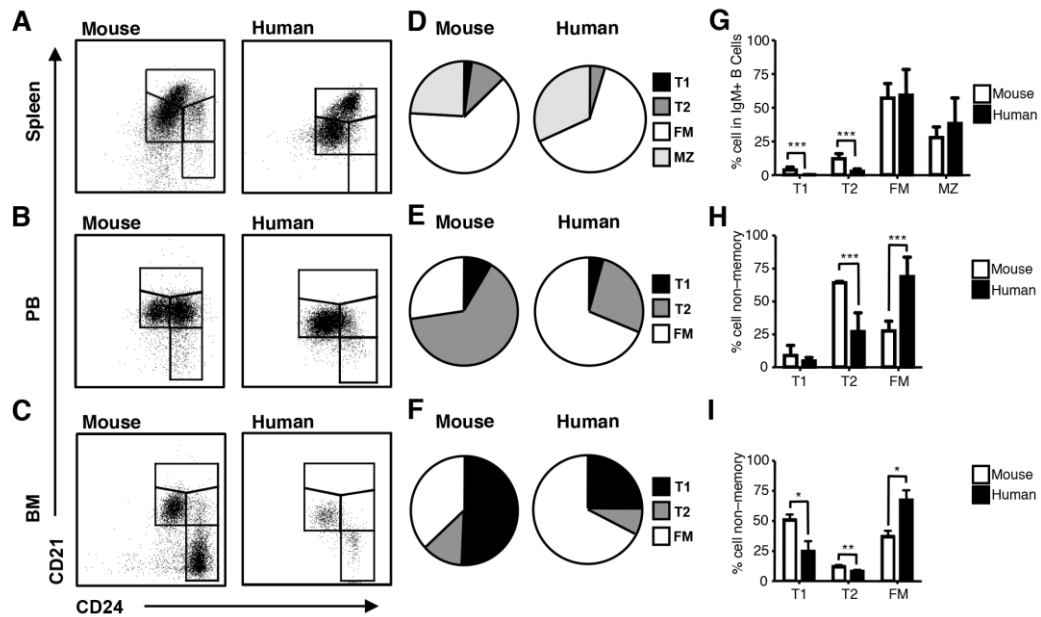 A
Mouse
Human
Spleen
B
PB
C
Mouse
Human
BM
CD21
CD24
D
Mouse
Human
T1
T2
FM
MZ
E
Mouse
Human
T1
T2
FM
F
Mouse
Human
T1
T2
FM
G
% cell in IgM+ B Cells
100
75
50
25
0
***
***
T1
T2
FM
MZ
Mouse
Human
H
% cell non-memory
100
75
50
25
0
***
***
T1
T2
FM
Mouse
Human
I
% cell non-memory
100
75
50
25
0
*
**
*
T1
T2
FM
Mouse
Human